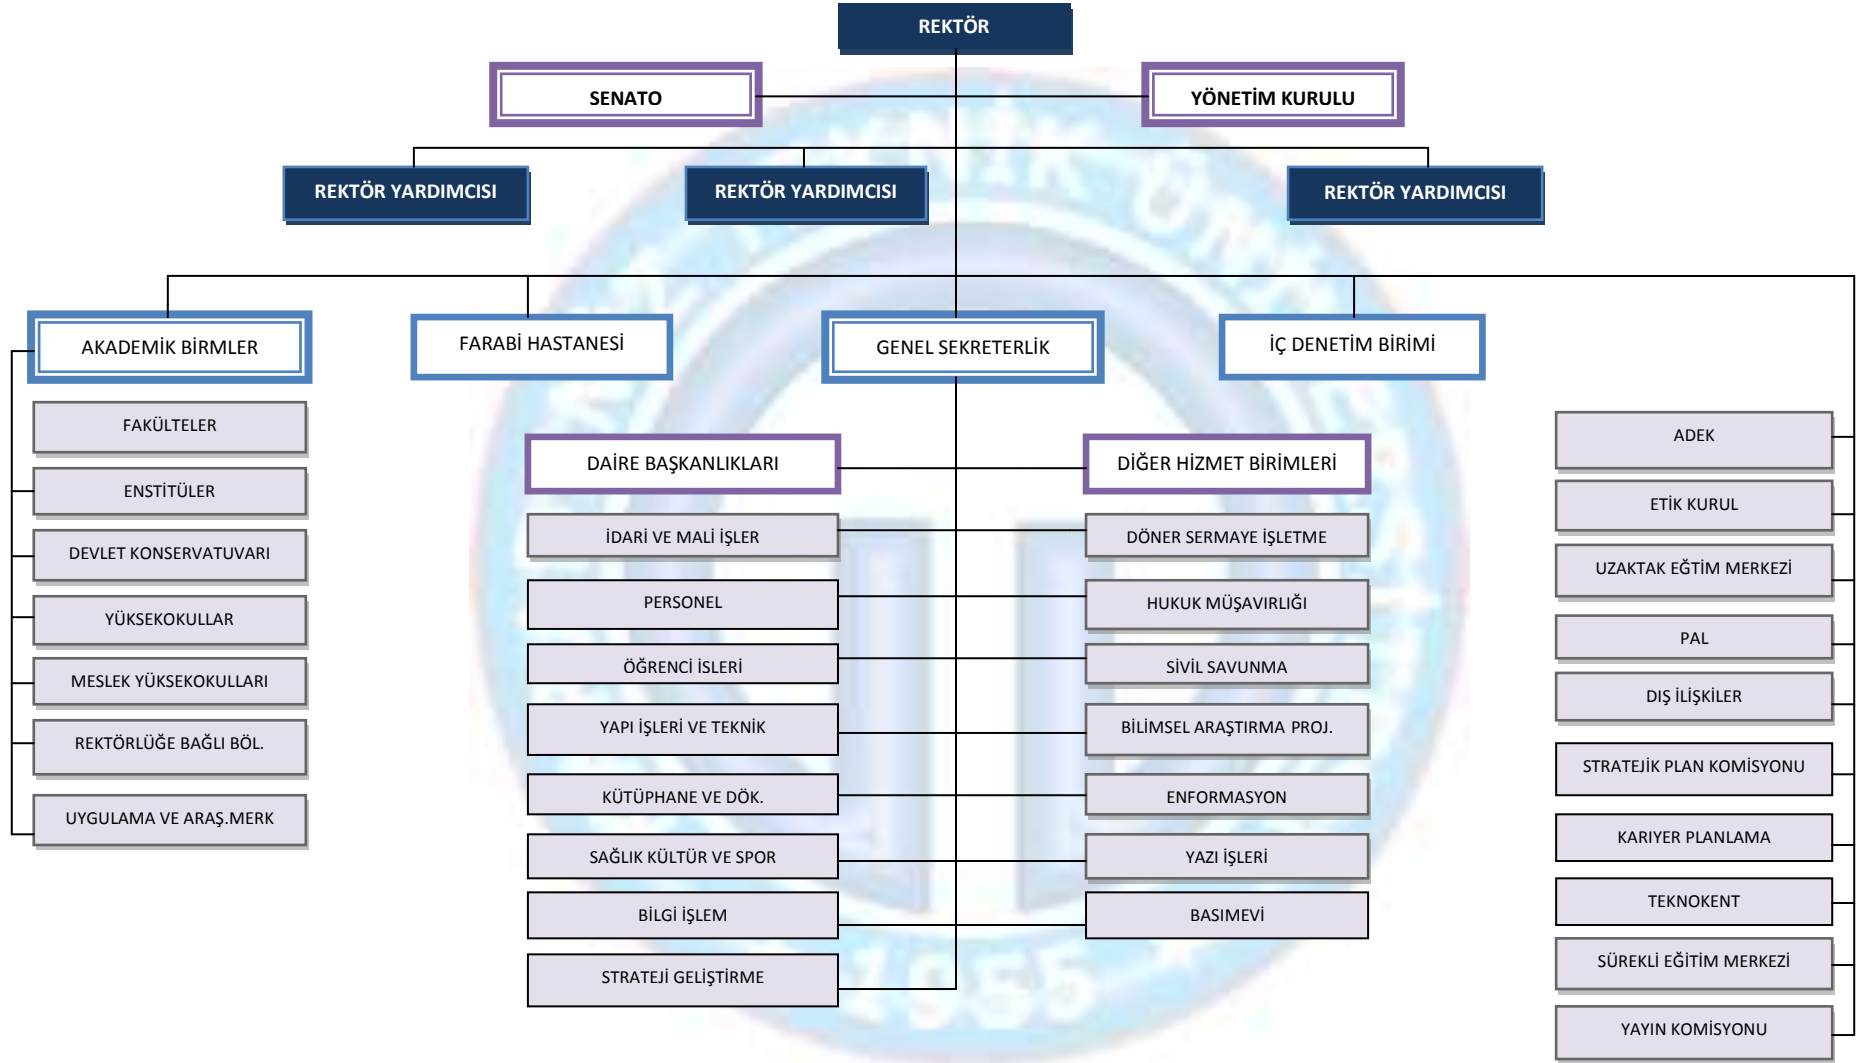 REKTÖR
SENATO
YÖNETİM KURULU
REKTÖR YARDIMCISI
REKTÖR YARDIMCISI
REKTÖR YARDIMCISI
AKADEMİK BİRMLER
FARABİ HASTANESİ
GENEL SEKRETERLİK
İÇ DENETİM BİRİMİ
FAKÜLTELER
ENSTİTÜLER
DEVLET KONSERVATUVARI
YÜKSEKOKULLAR
MESLEK YÜKSEKOKULLARI
REKTÖRLÜĞE BAĞLI BÖL.
UYGULAMA VE ARAŞ.MERK
DAİRE BAŞKANLIKLARI
İDARİ VE MALİ İŞLER
PERSONEL
ÖĞRENCİ ISLERİ
YAPI İŞLERİ VE TEKNİK
KÜTÜPHANE VE DÖK.
SAĞLIK KÜLTÜR VE SPOR
BİLGİ İŞLEM
STRATEJİ GELİŞTİRME
DİĞER HİZMET BİRİMLERİ
DÖNER SERMAYE İŞLETME
HUKUK MÜŞAVIRLIĞI
SİVİL SAVUNMA
BİLİMSEL ARAŞTIRMA PROJ.
ENFORMASYON
YAZI İŞLERİ
BASIMEVİ
ADEK
ETİK KURUL
UZAKTAK EĞTİM MERKEZİ
PAL
DIŞ İLİŞKİLER
STRATEJİK PLAN KOMİSYONU
KARIYER PLANLAMA
TEKNOKENT
SÜREKLİ EĞİTİM MERKEZİ
YAYIN KOMİSYONU
1955